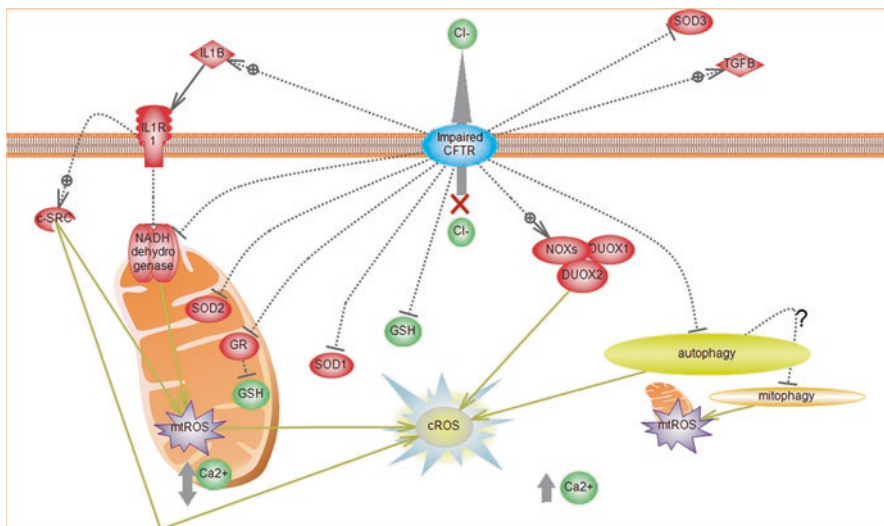 SOD3
Cl-
IL1B
TGFB
IL1R
1
Impaired
CFTR
c-SRC
Cl-
NADH
dehydro
genase
NOXs
DUOX1
DUOX2
SOD2
?
GSH
GR
SOD1
autophagy
GSH
mitophagy
mtROS
cROS
mtROS
Ca2+
Ca2+